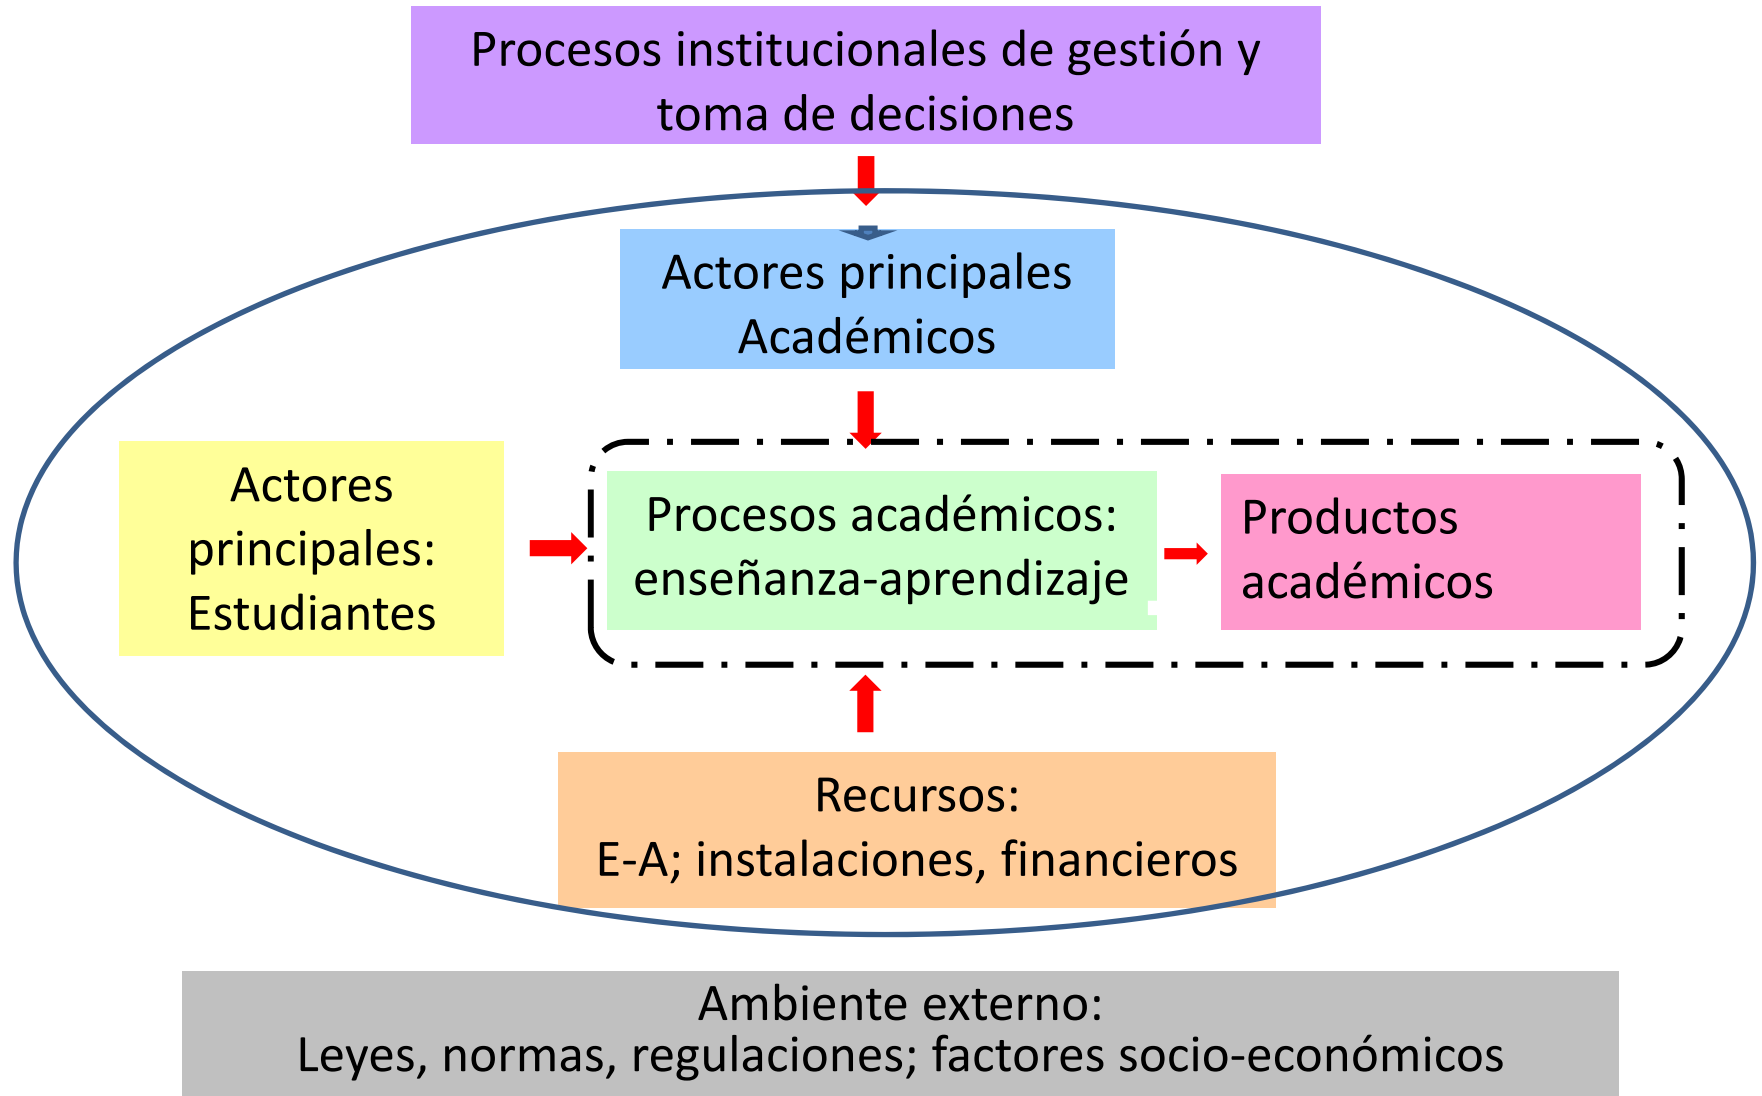 Procesos institucionales de gestión y
toma de decisiones
Actores principales
Académicos
Actores
principales:
Estudiantes
Procesos académicos:
enseñanza-aprendizaje
Productos
académicos
Recursos:
E-A; instalaciones, financieros
Ambiente externo:
Leyes, normas, regulaciones; factores socio-económicos